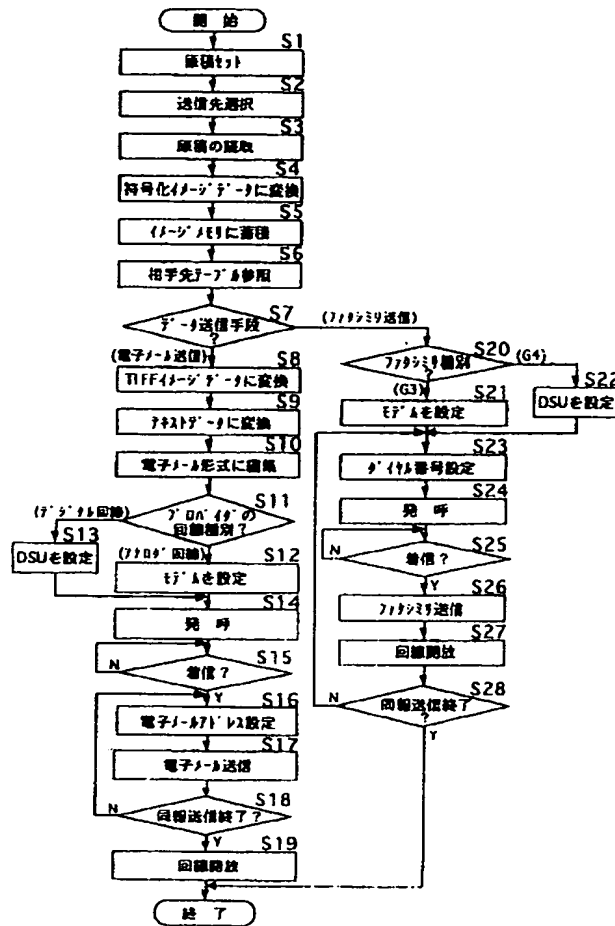 開 始
S1
原稿セット
S2
送信先選択
S3
原稿の読取
S4
符号化イメージデータに変換
S5
イメージメモリに蓄積
S6
相手先テーブル参照
S7
データ送信手段
?
(ファクシミリ送信)
(電子メール送信)
S8
TIFFイメージデータに変換
S9
テキストデータに変換
S10
電子メール形式に編集
S11
プロバイダの
回線種別?
(デジタル回線)
S13
DSUを設定
(アナログ回線)
S12
モデムを設定
S14
発 呼
S15
着信?
N
Y
S16
電子メールアドレス設定
S17
電子メール送信
S18
同報送信終了?
N
Y
S19
回線開放
終 了
S20
ファクシミリ種別
?
(G4)
(G3)
S21
モデムを設定
S22
DSUを設定
S23
ダイヤル番号設定
S24
発 呼
S25
着信?
N
Y
S26
ファクシミリ送信
S27
回線開放
S28
同報送信終了
?
N
Y